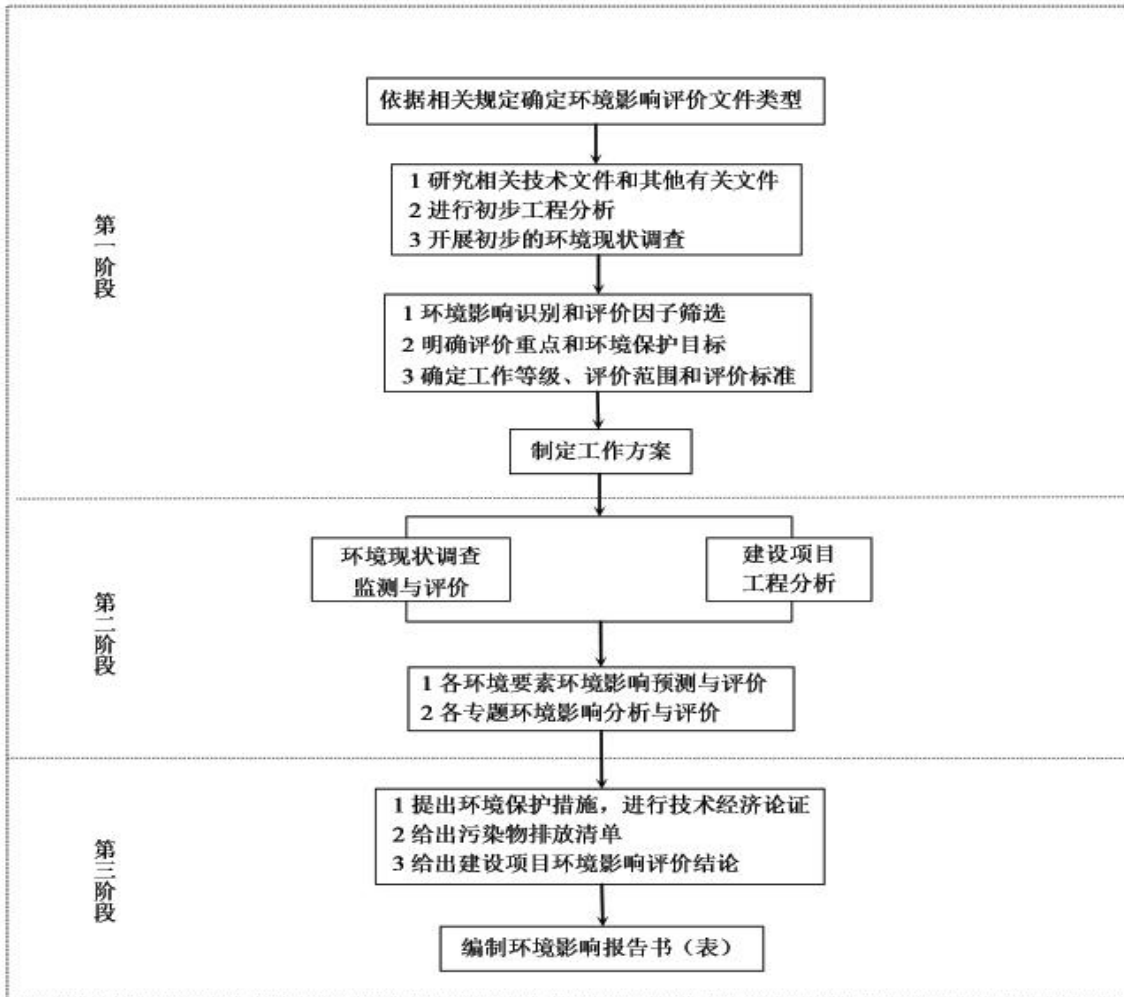 依据相关规定确定环境影响评价文件类型
1 研究相关技术文件和其他有关文件
2 进行初步工程分析
3 开展初步的环境现状调查
第一阶段
1 环境影响识别和评价因子筛选
2 明确评价重点和环境保护目标
3 确定工作等级、评价范围和评价标准
制定工作方案
环境现状调查
监测与评价
建设项目
工程分析
第二阶段
1 各环境要素环境影响预测与评价
2 各专题环境影响分析与评价
1 提出环境保护措施，进行技术经济论证
2 给出污染物排放清单
3 给出建设项目环境影响评价结论
第三阶段
编制环境影响报告书（表）